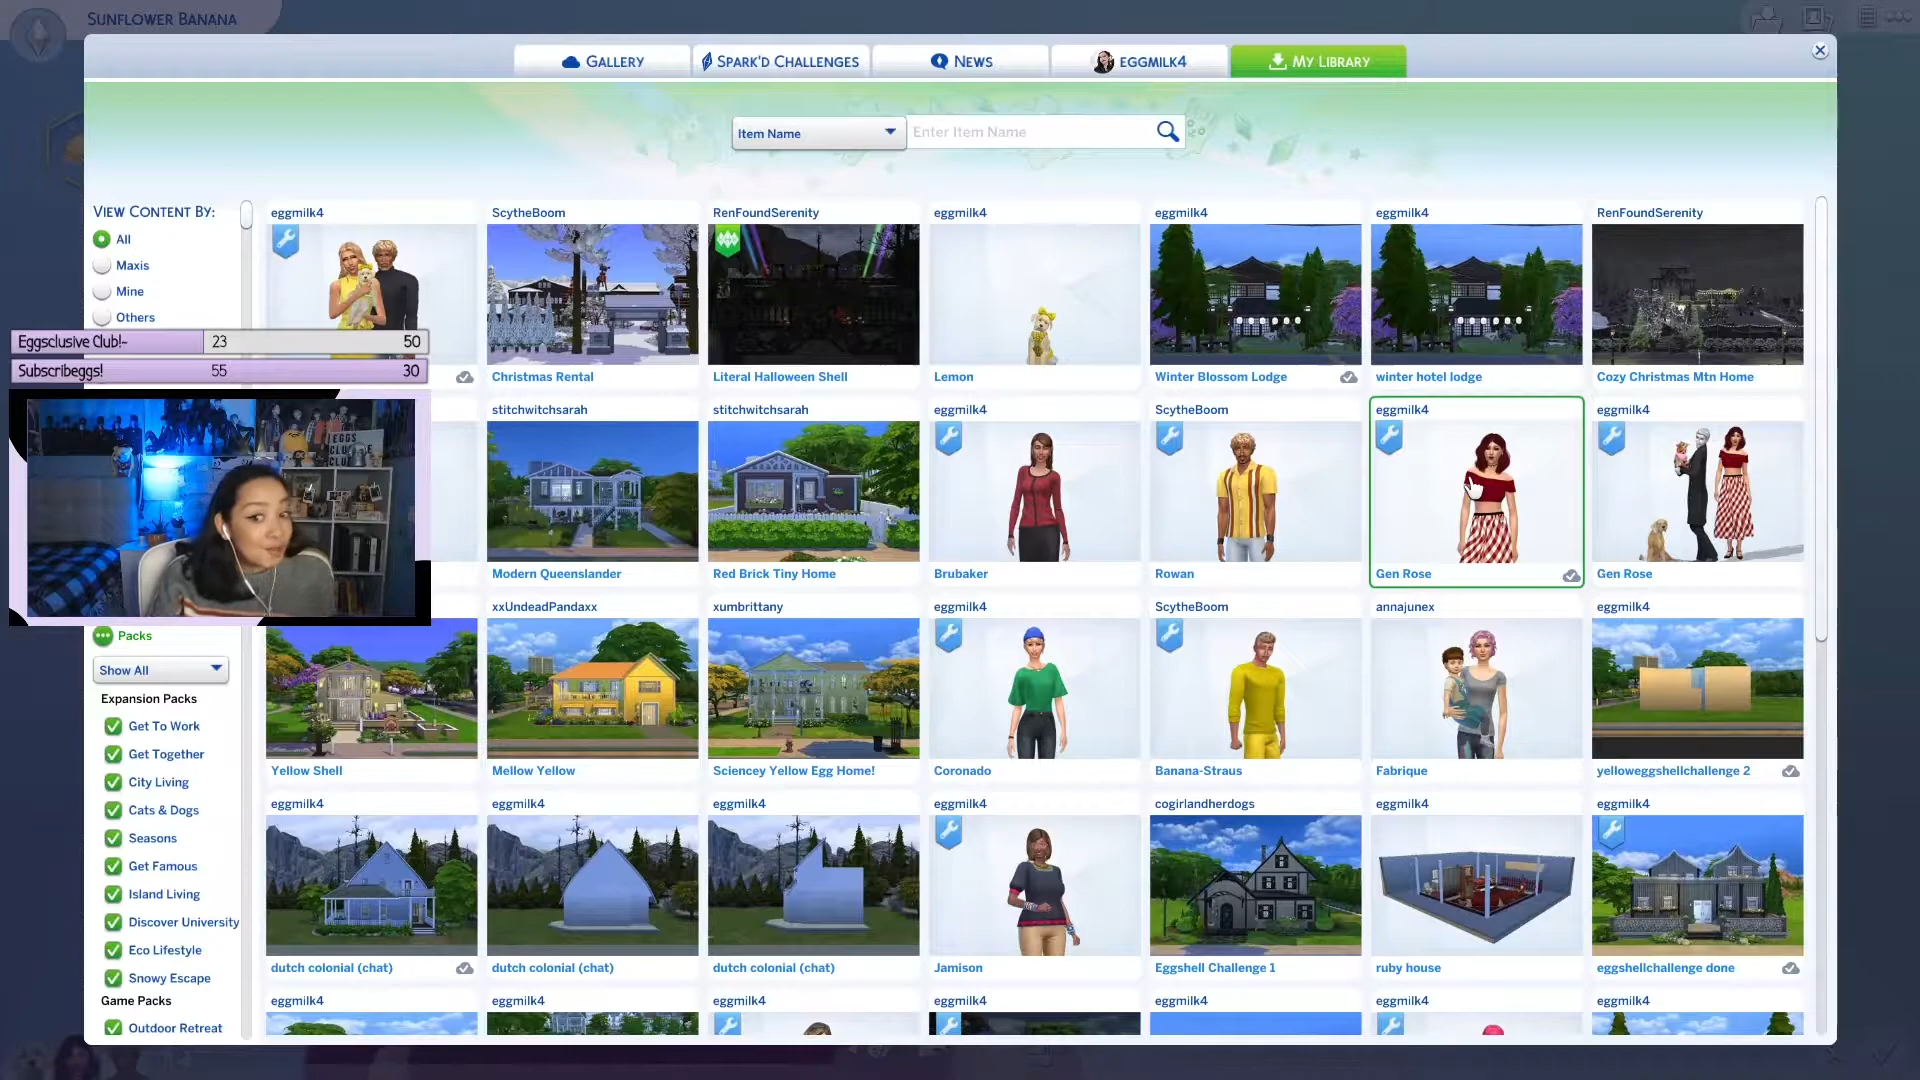 SUNFLOWER BANANA
GALLERY
SPARK'D CHALLENGES
NEWS
EGGMILK4
MY LIBRARY
Item Name
Enter Item Name
VIEW CONTENT BY:
All
Maxis
Mine
Others
Eggsclusive Club!~ 23 50
Subscribeggs! 55 30
EGGS
CLUB
Packs
Show All
Expansion Packs
Get To Work
Get Together
City Living
Cats & Dogs
Seasons
Get Famous
Island Living
Discover University
Eco Lifestyle
Snowy Escape
Game Packs
Outdoor Retreat
eggmilk4
ScytheBoom
RenFoundSerenity
eggmilk4
eggmilk4
eggmilk4
RenFoundSerenity
Christmas Rental
Literal Halloween Shell
Lemon
Winter Blossom Lodge
winter hotel lodge
Cozy Christmas Mtn Home
stitchwitchsarah
stitchwitchsarah
eggmilk4
ScytheBoom
eggmilk4
eggmilk4
Modern Queenslander
Red Brick Tiny Home
Brubaker
Rowan
Gen Rose
Gen Rose
xxUndeadPandaxx
xumbrittany
eggmilk4
ScytheBoom
annajunex
eggmilk4
Yellow Shell
Mellow Yellow
Sciencey Yellow Egg Home!
Coronado
Banana-Straus
Fabrique
yelloweggshellchallenge 2
eggmilk4
eggmilk4
eggmilk4
eggmilk4
cogirlandherdogs
eggmilk4
eggmilk4
dutch colonial (chat)
dutch colonial (chat)
dutch colonial (chat)
Jamison
Eggshell Challenge 1
ruby house
eggshellchallenge done
eggmilk4
eggmilk4
eggmilk4
eggmilk4
eggmilk4
eggmilk4
eggmilk4